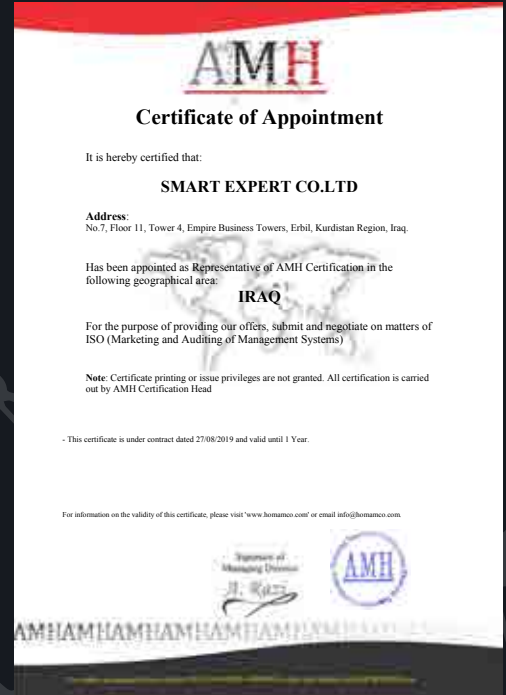 AMH
Certificate of Appointment
It is hereby certified that:
SMART EXPERT CO.LTD
Address:
No.7, Floor 11, Tower 4, Empire Business Towers, Erbil, Kurdistan Region, Iraq.
Has been appointed as Representative of AMH Certification in the
following geographical area:
IRAQ
For the purpose of providing our offers, submit and negotiate on matters of
ISO (Marketing and Auditing of Management Systems)
Note: Certificate printing or issue privileges are not granted. All certification is carried
out by AMH Certification Head
- This certificate is under contract dated 27/08/2019 and valid until 1 Year.
For information on the validity of this certificate, please visit 'www.homamco.com' or email info@homamco.com.
Signature of
Managing Director
AMH
AMHAMHAMHAMHAMHAMHAMH